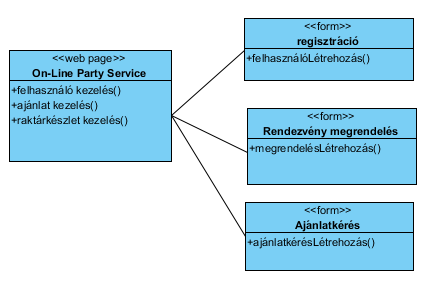 <<web page>>
On-Line Party Service
+felhasználó kezelés()
+ajánlat kezelés()
+raktárkészlet kezelés()
<<form>>
regisztráció
+felhasználóLétrehozás()
<<form>>
Rendezvény megrendelés
+megrendelésLétrehozás()
<<form>>
Ajánlatkérés
+ajánlatkérésLétrehozás()